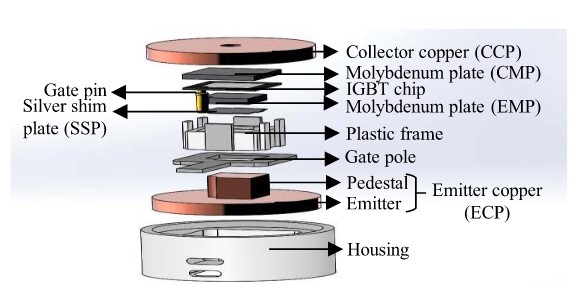 Collector copper (CCP)
Molybdenum plate (CMP)
IGBT chip
Molybdenum plate (EMP)
Gate pin
Silver shim
plate (SSP)
Plastic frame
Gate pole
Pedestal
Emitter
Emitter copper
(ECP)
Housing